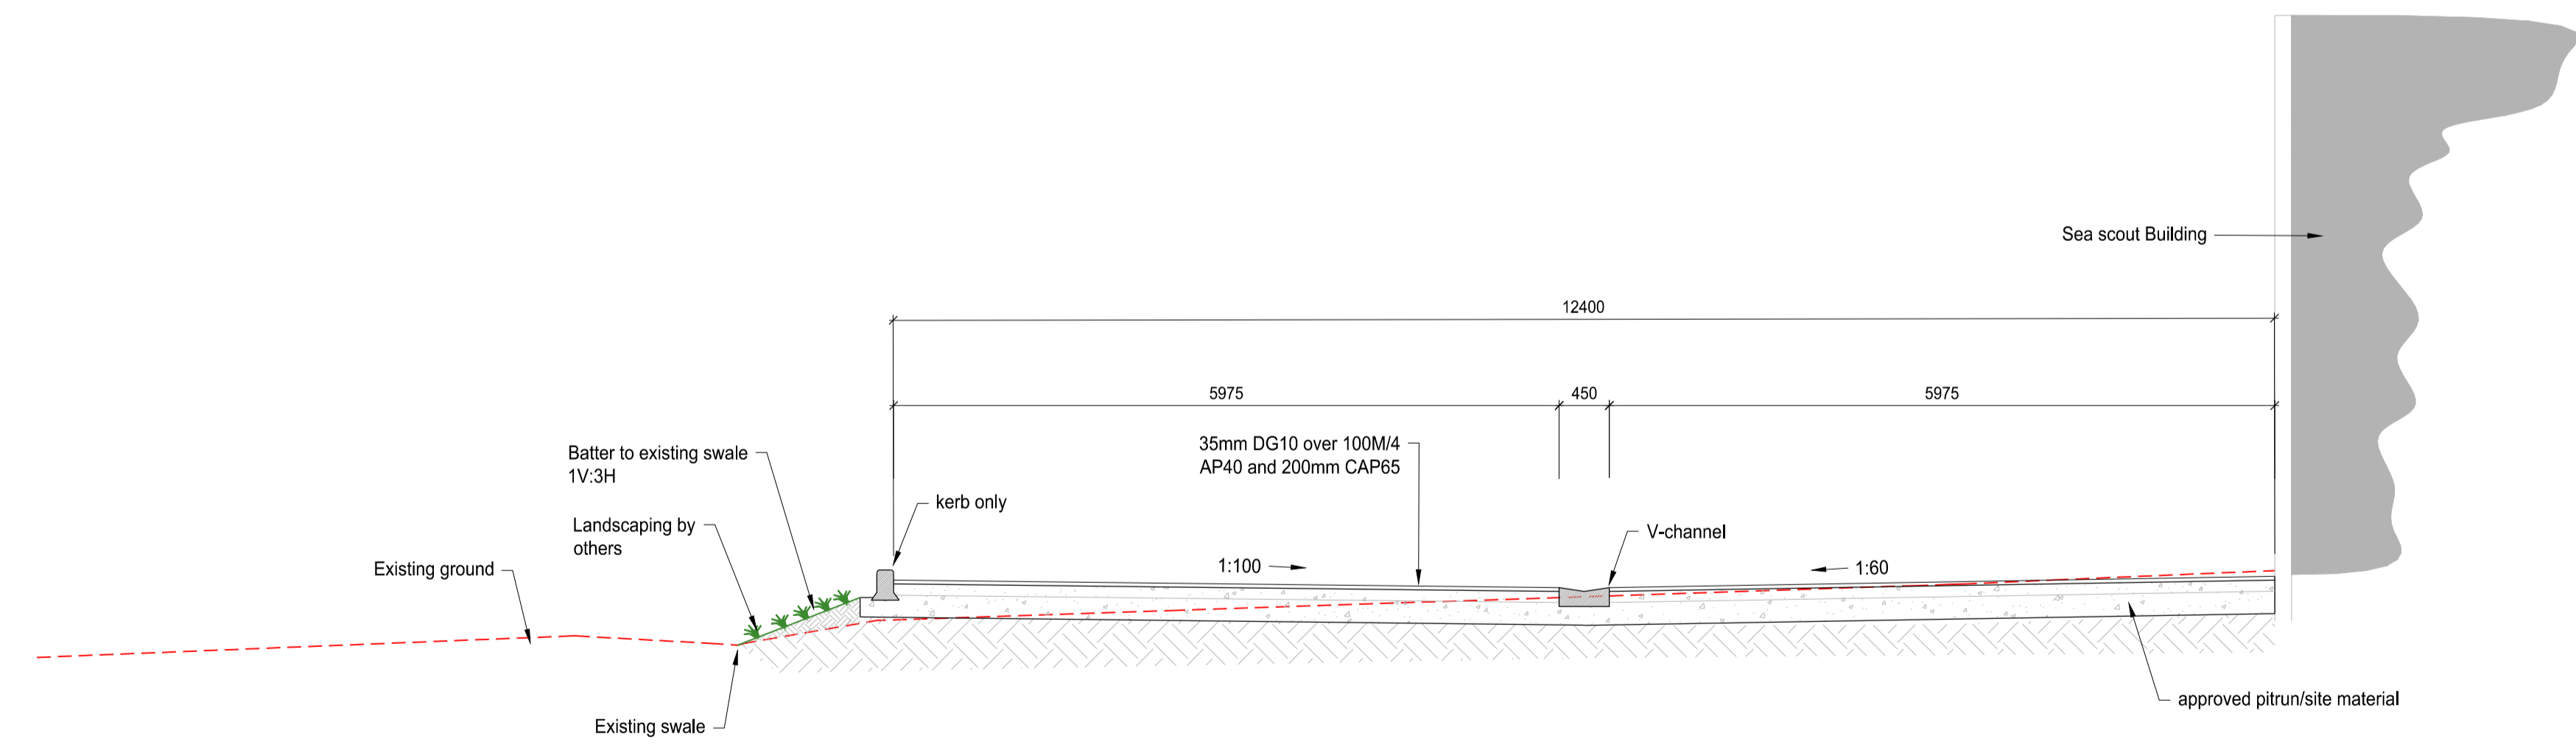 Sea scout Building
12400
5975
450
5975
35mm DG10 over 100M/4
AP40 and 200mm CAP65
Batter to existing swale
1V:3H
kerb only
Landscaping by
others
V-channel
Existing ground
1:100
1:60
approved pitrun/site material
Existing swale